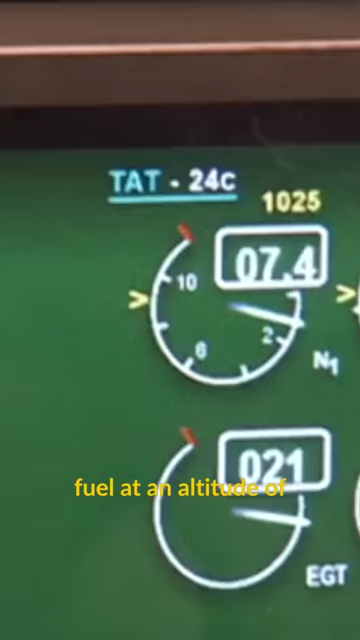 TAT - 24c
1025
07.4
10
2
6
N1
021
fuel at an altitude of
EGT